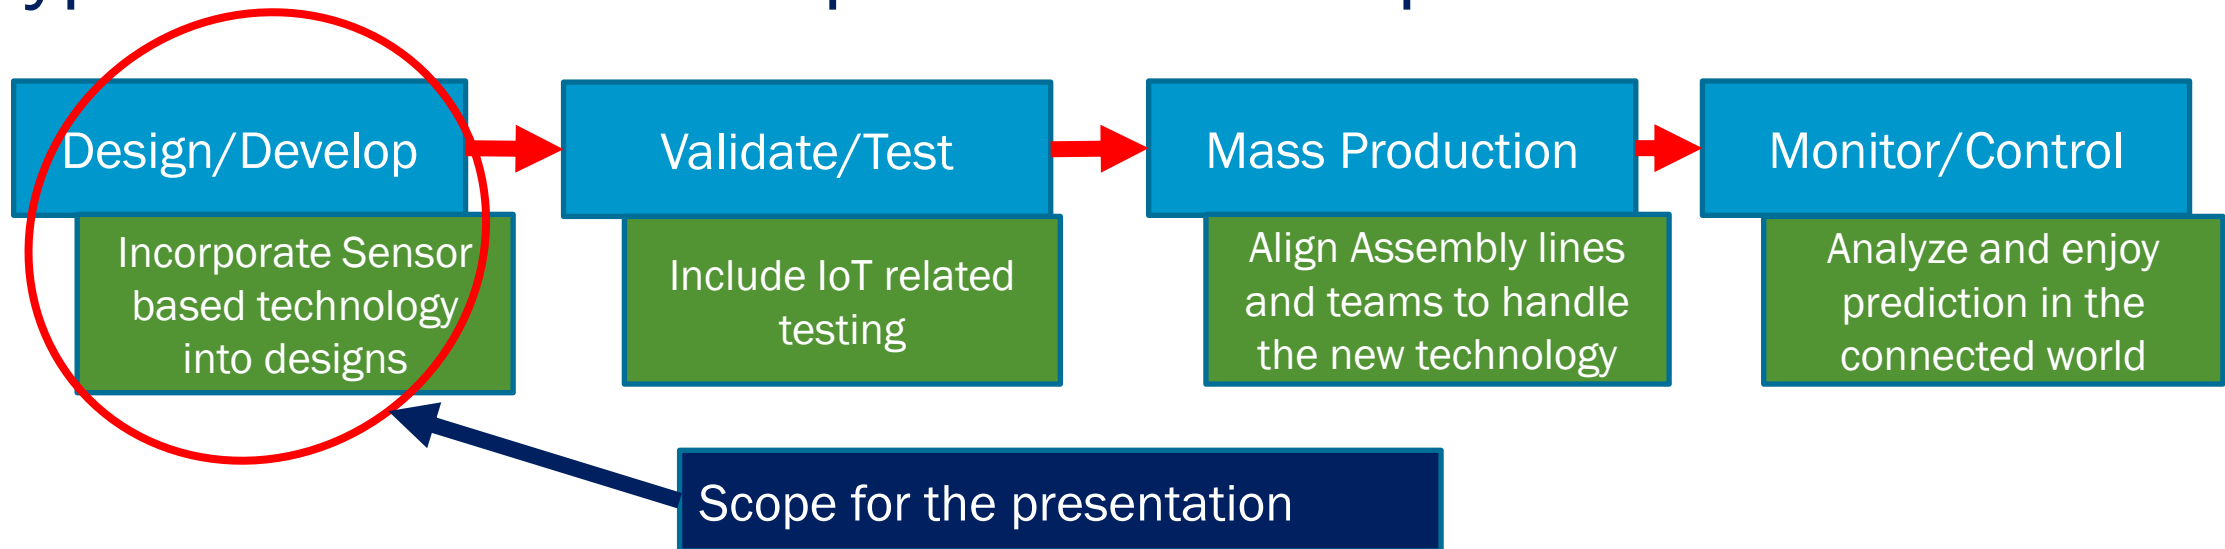 Design/Develop
Validate/Test
Mass Production
Monitor/Control
Incorporate Sensor
based technology
into designs
Include IoT related
testing
Align Assembly lines
and teams to handle
the new technology
Analyze and enjoy
prediction in the
connected world
Scope for the presentation